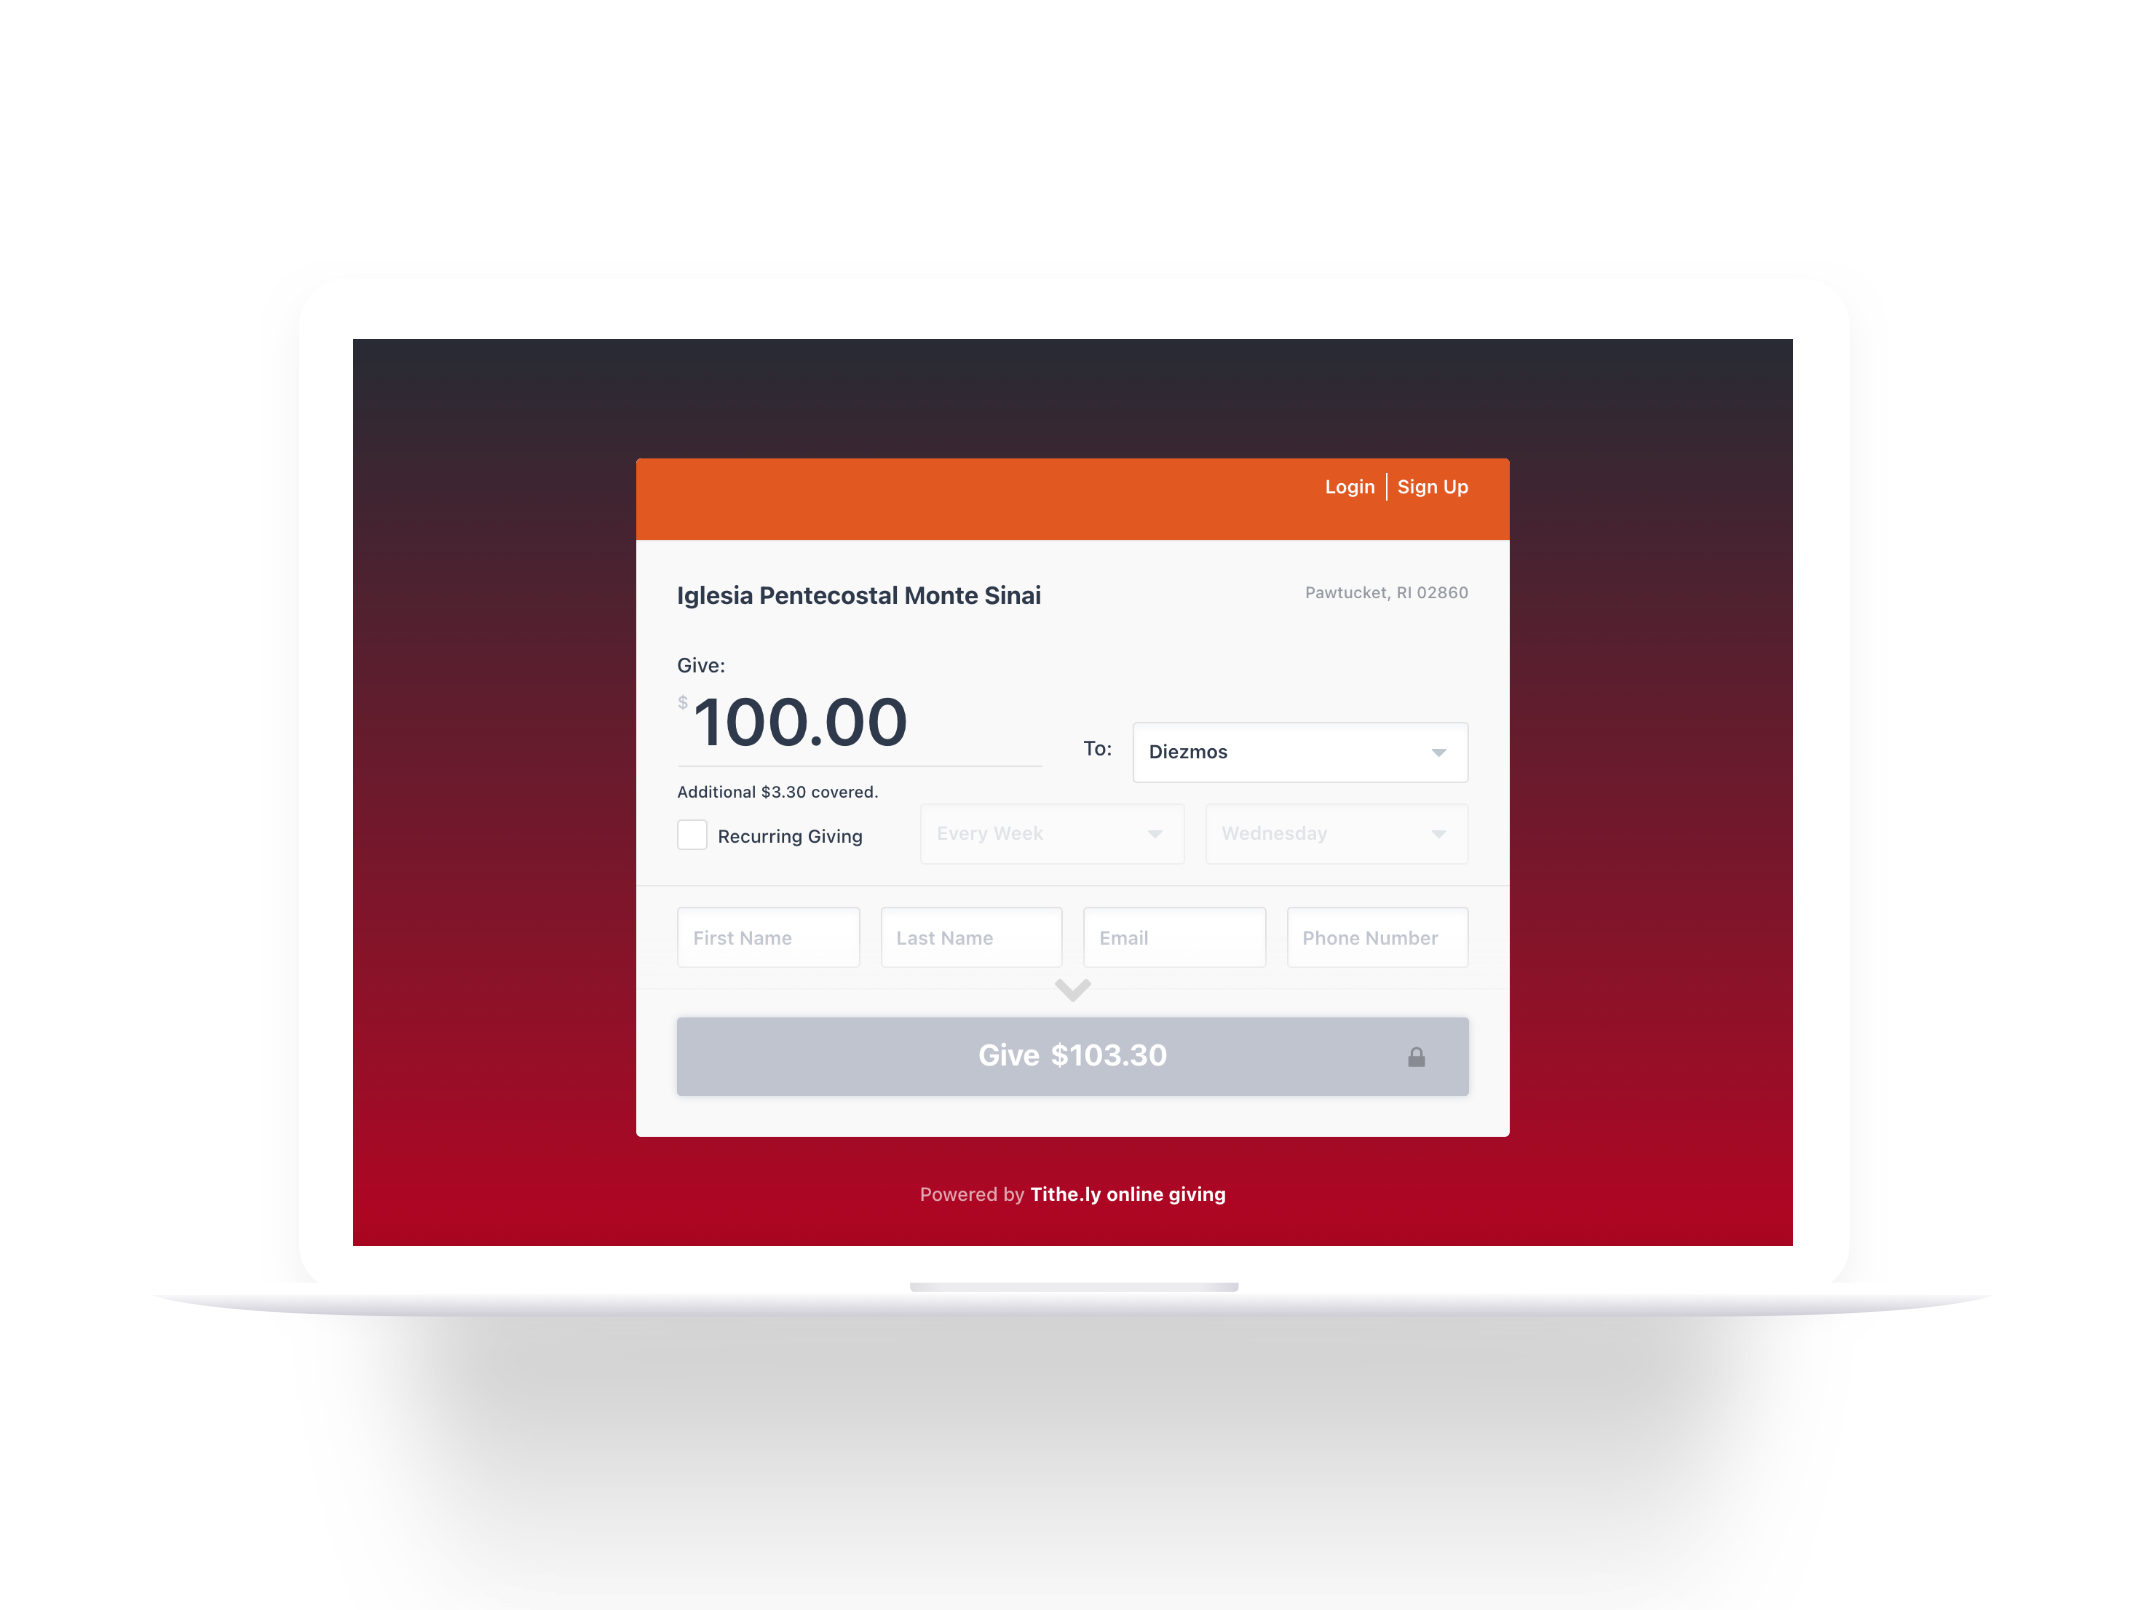 Login | Sign Up
Iglesia Pentecostal Monte Sinai
Pawtucket, RI 02860
Give:
$ 100.00
To: Diezmos
Additional $3.30 covered.
Recurring Giving
Every Week
Wednesday
First Name
Last Name
Email
Phone Number
Give $103.30
Powered by Tithe.ly online giving